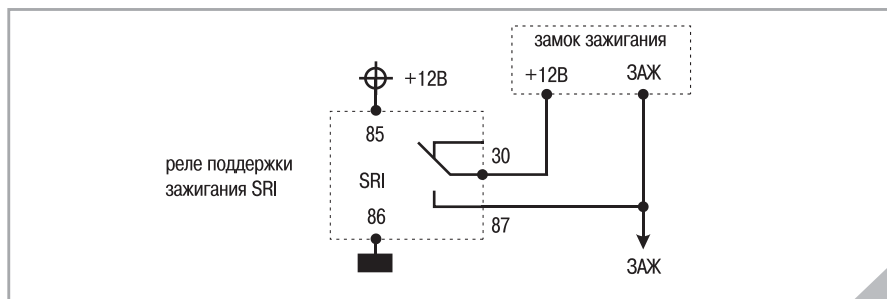 замок зажигания
+12В
ЗАЖ
+12В
85
30
реле поддержки
зажигания SRI
SRI
86
87
ЗАЖ